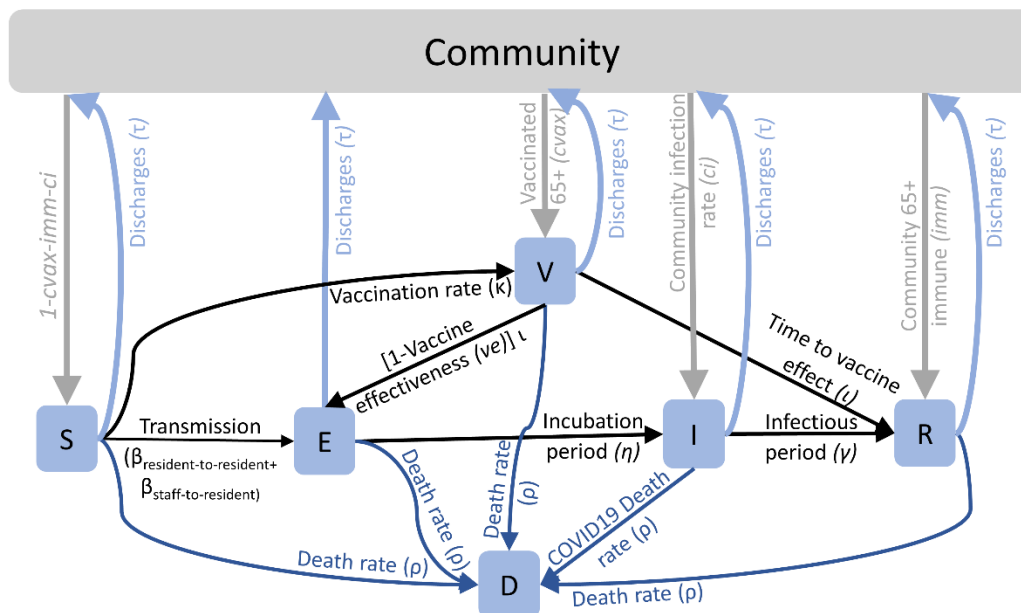 Community
1-cvax-imm-ci
Discharges (τ)
Discharges (τ)
Vaccinated
65+ (cvax)
Discharges (τ)
Community infection
rate (ci)
Discharges (τ)
Community 65+
immune (imm)
Discharges (τ)
V
Vaccination rate (κ)
[1-Vaccine
effectiveness (ve)] ι
Time to vaccine
effect (ι)
S
Transmission
(βresident-to-resident+
βstaff-to-resident)
E
Incubation
period (η)
I
Infectious
period (γ)
R
Death rate (ρ)
Death rate (ρ)
Death rate
(ρ)
COVID19 Death
rate (ρ)
D
Death rate (ρ)